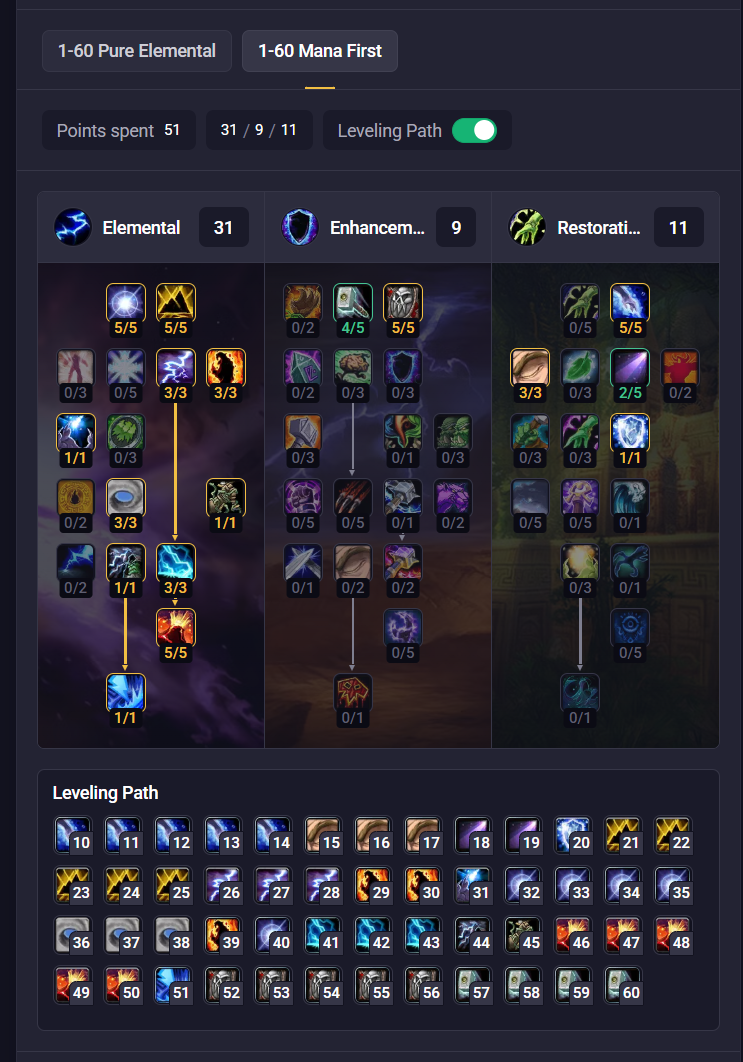 1-60 Pure Elemental 1-60 Mana First
Points spent 51 31 / 9 / 11 Leveling Path
Elemental 31 Enhancem... 9 Restorati... 11
5/5 5/5 0/2 4/5 5/5 0/5 5/5
0/3 0/5 3/3 3/3 0/2 0/3 0/3 3/3 0/3 2/5 0/2
1/1 0/3 0/3 0/1 0/3 0/3 0/3 1/1
0/2 3/3 1/1 0/5 0/5 0/1 0/2 0/5 0/5 0/1
0/2 1/1 3/3 0/1 0/2 0/2 0/3 0/1
5/5 0/5 0/5
1/1 0/1 0/1
Leveling Path
10 11 12 13 14 15 16 17 18 19 20 21 22
23 24 25 26 27 28 29 30 31 32 33 34 35
36 37 38 39 40 41 42 43 44 45 46 47 48
49 50 51 52 53 54 55 56 57 58 59 60